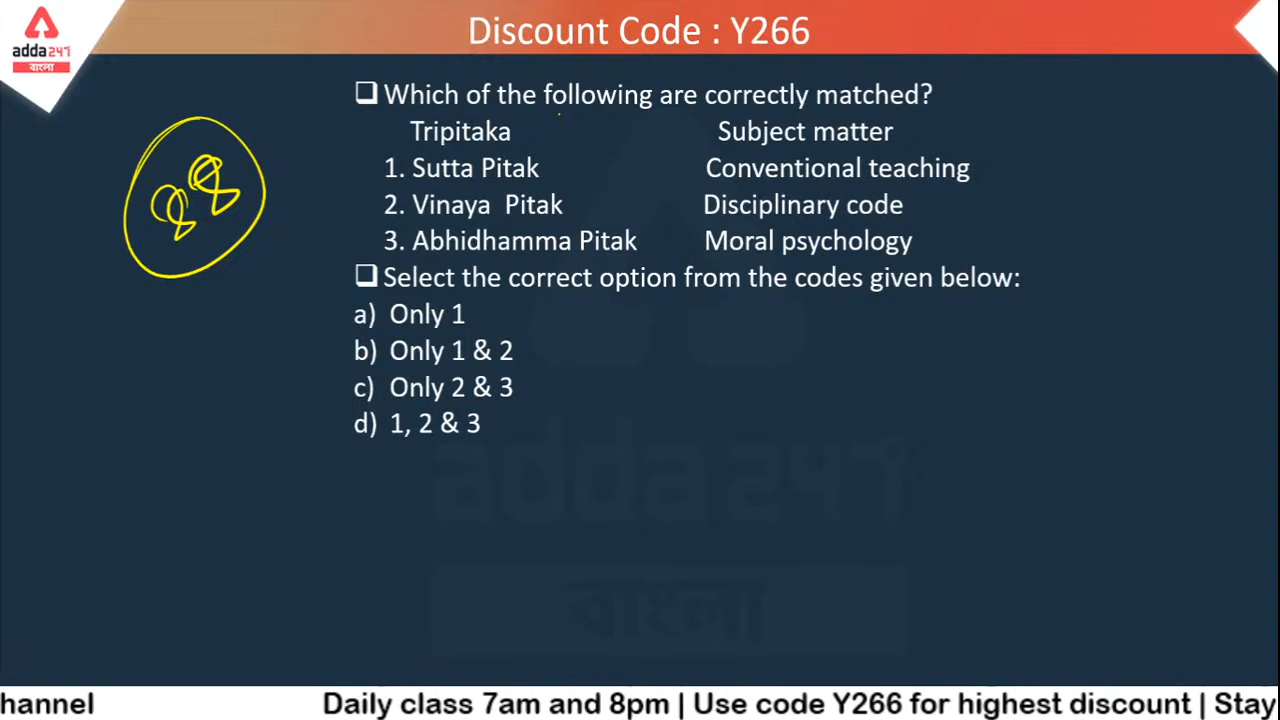 Discount Code : Y266
adda247
বাংলা
❑ Which of the following are correctly matched?
Tripitaka Subject matter
1. Sutta Pitak Conventional teaching
2. Vinaya Pitak Disciplinary code
3. Abhidhamma Pitak Moral psychology
❑ Select the correct option from the codes given below:
a) Only 1
b) Only 1 & 2
c) Only 2 & 3
d) 1, 2 & 3
adda 247
বাংলা
hannel Daily class 7am and 8pm | Use code Y266 for highest discount | Stay